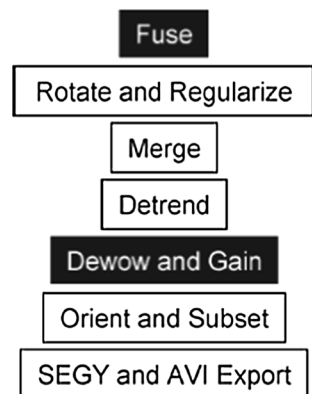 Fuse
Rotate and Regularize
Merge
Detrend
Dewow and Gain
Orient and Subset
SEGY and AVI Export